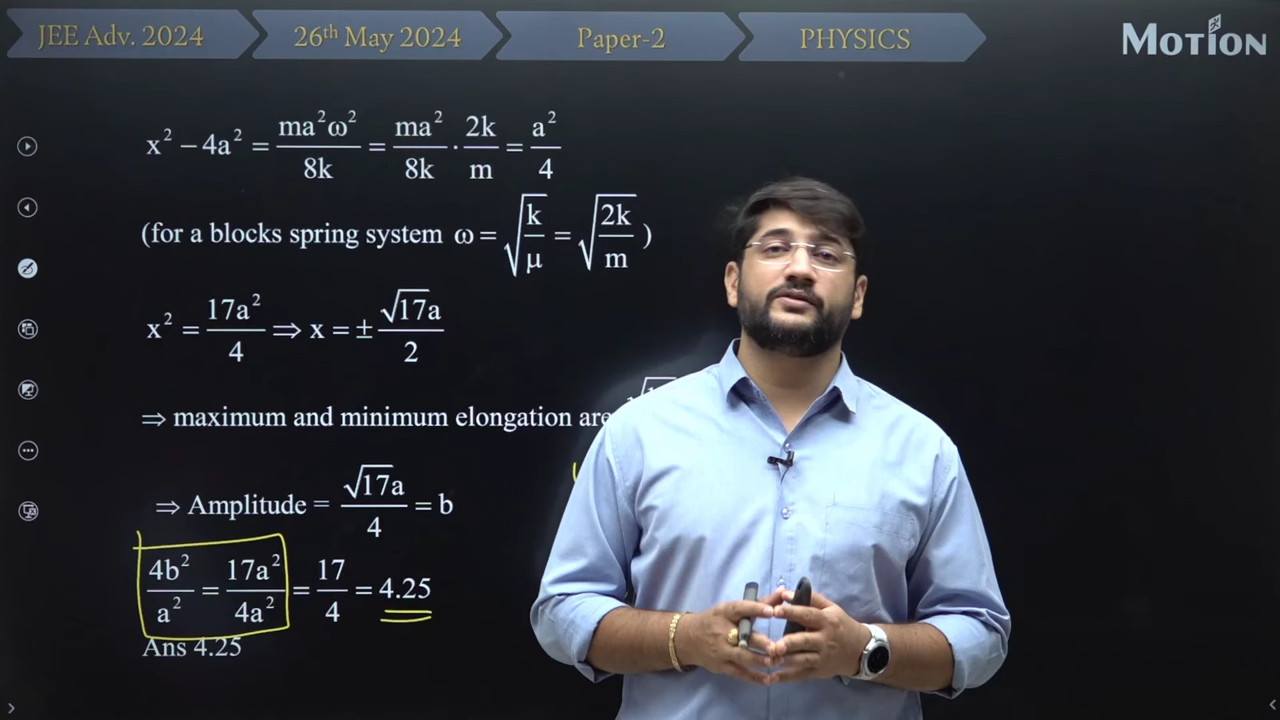 JEE Adv. 2024 26th May 2024 Paper-2 PHYSICS MOTION
x² − 4a² = ma²ω²/8k = ma²/8k · 2k/m = a²/4
(for a blocks spring system ω = √(k/μ) = √(2k/m) )
x² = 17a²/4 ⇒ x = ± √17a/2
⇒ maximum and minimum elongation are
⇒ Amplitude = √17a/4 = b
4b²/a² = 17a²/4a² = 17/4 = 4.25
Ans 4.25